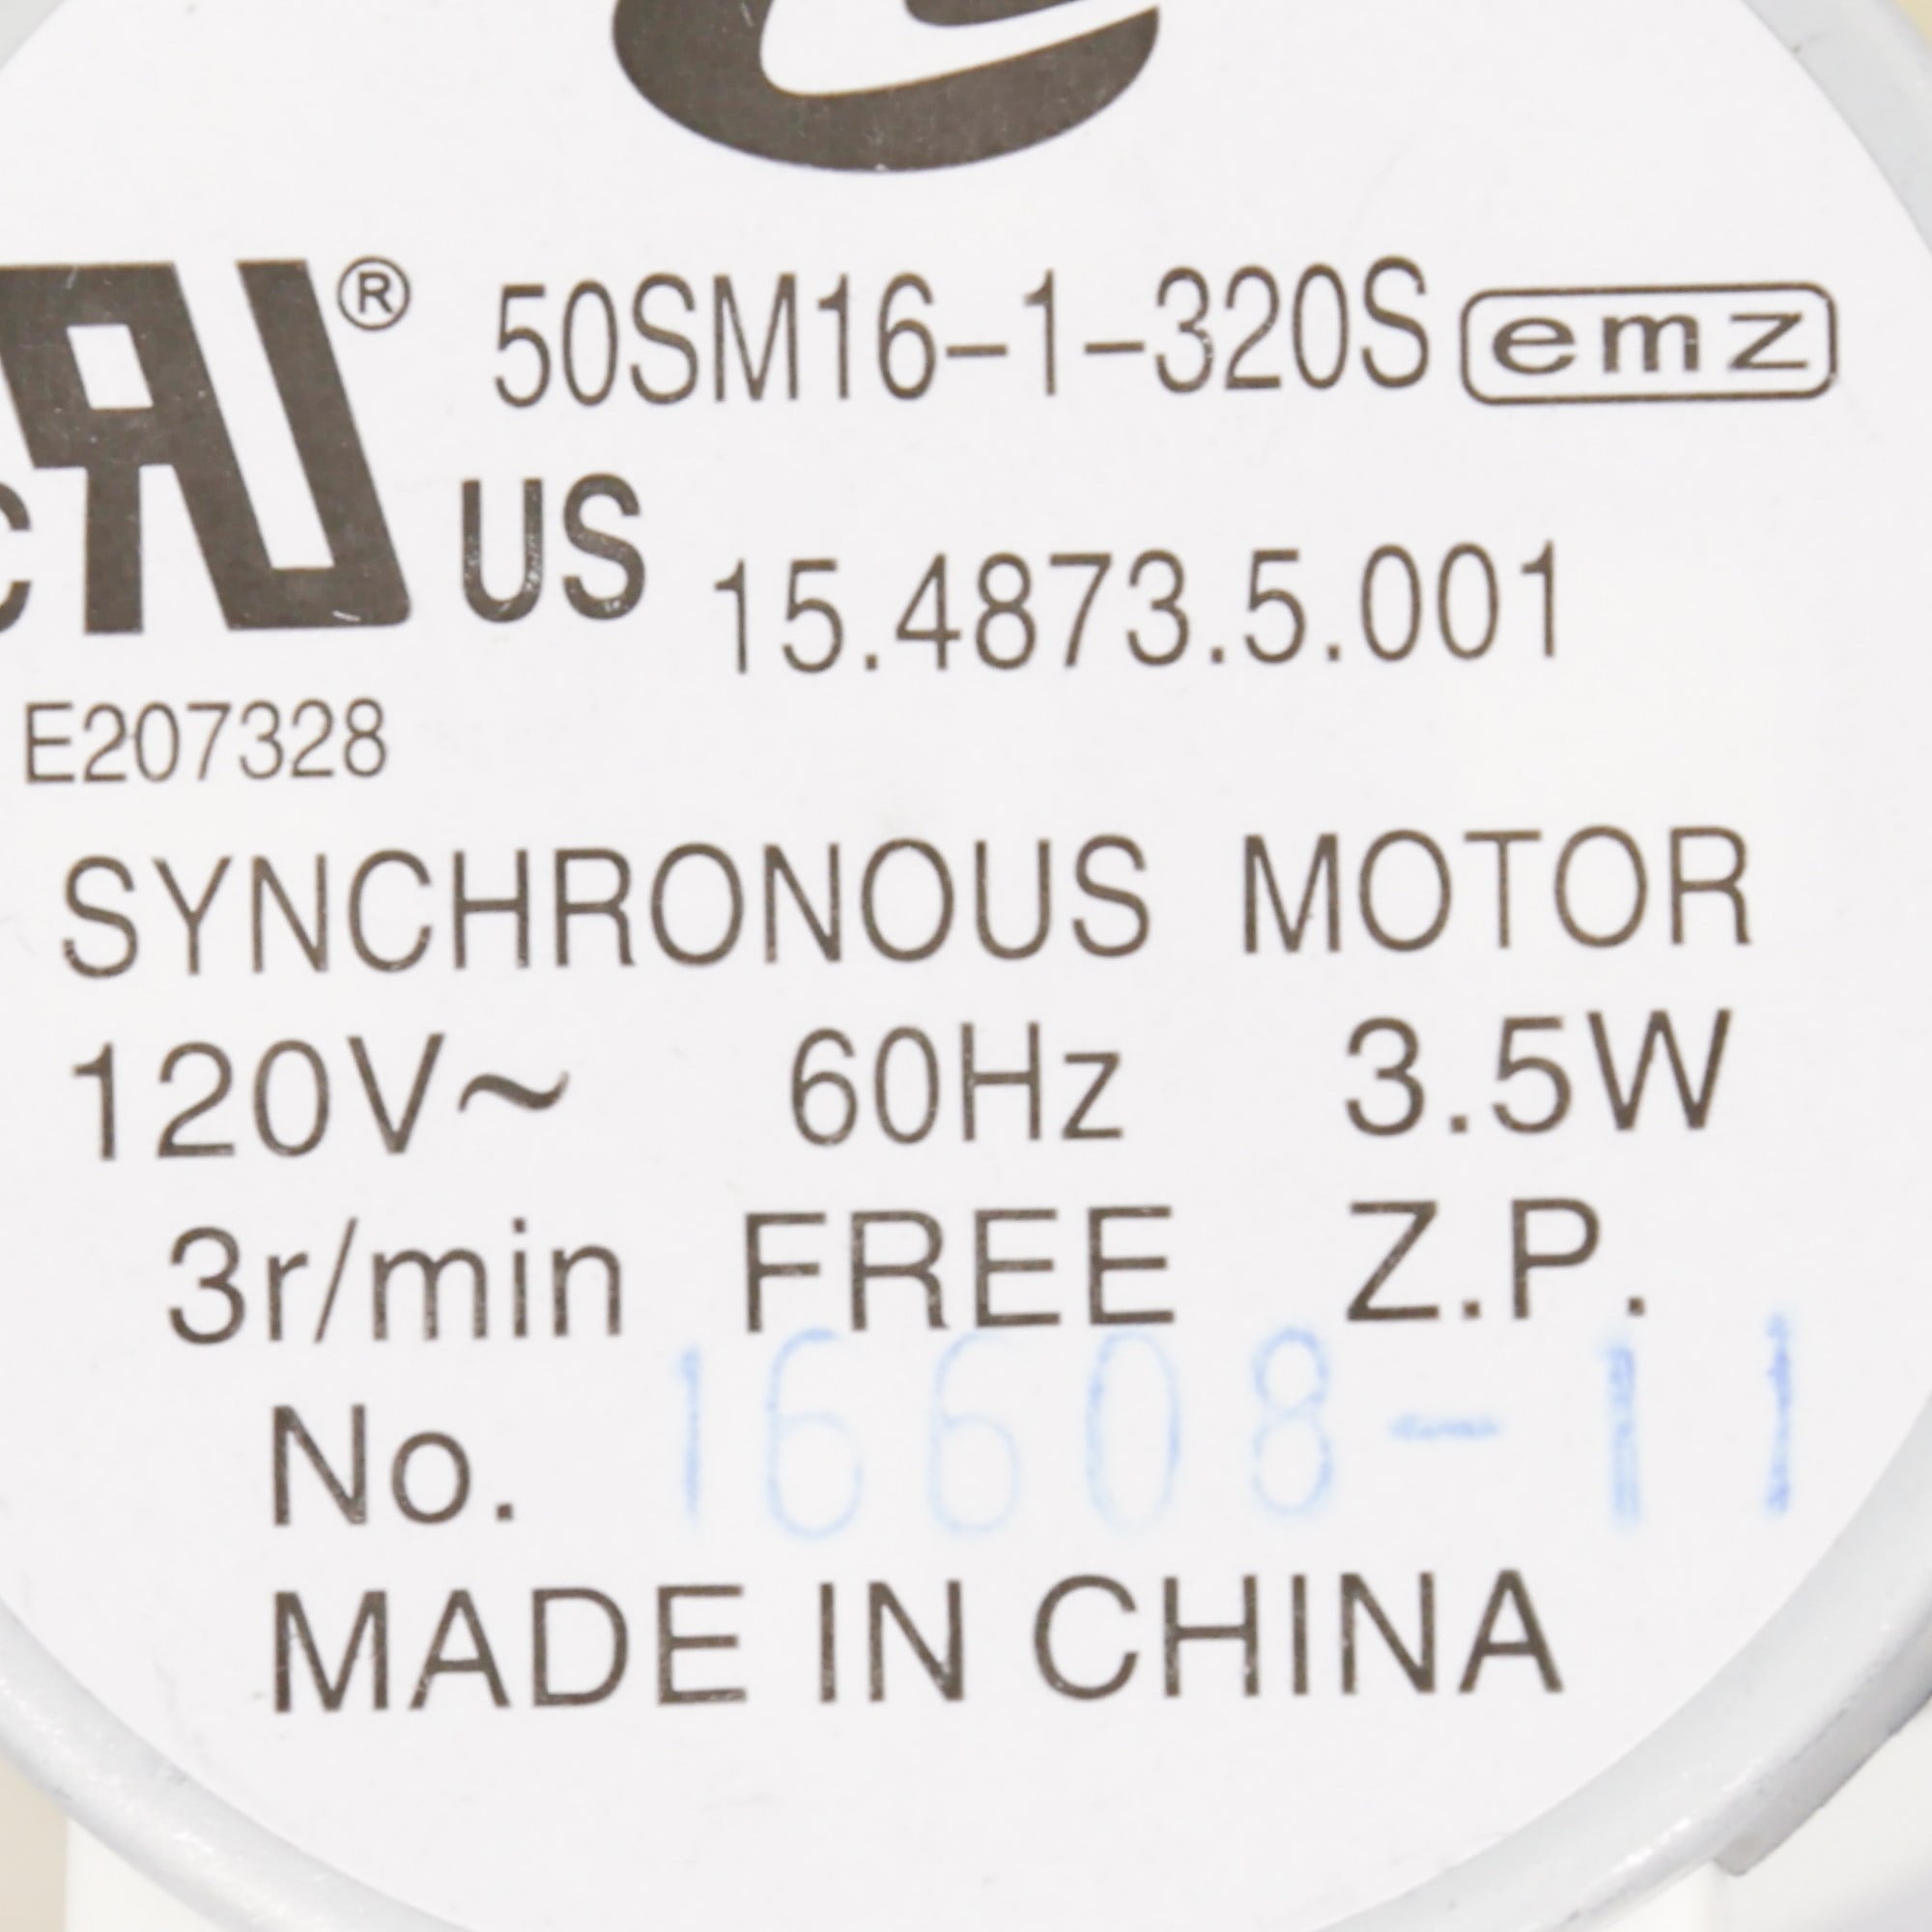 50SM16-1-320S emz
c RU ® US 15.4873.5.001
E207328
SYNCHRONOUS MOTOR
120V~ 60Hz 3.5W
3r/min FREE Z.P.
No. 16608-11
MADE IN CHINA